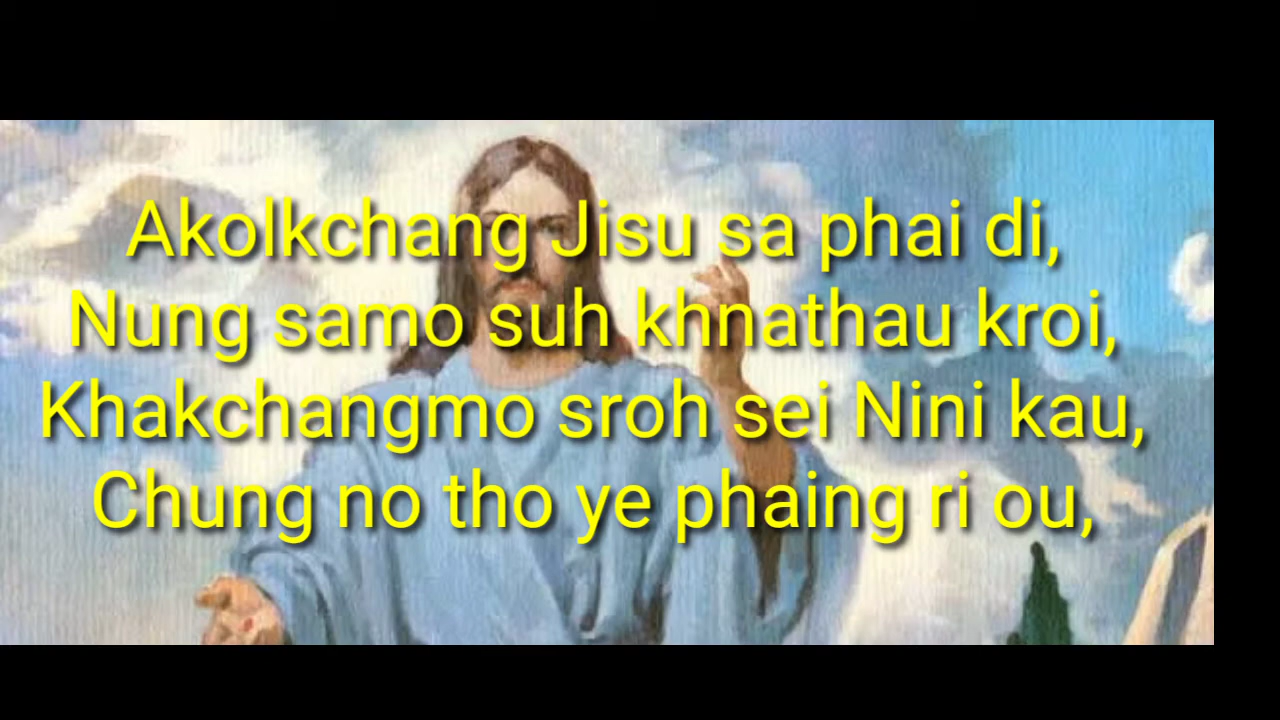 Akolkchang Jisu sa phai di,
Nung samo suh khnathau kroi,
Khakchangmo sroh sei Nini kau,
Chung no tho ye phaing ri ou,